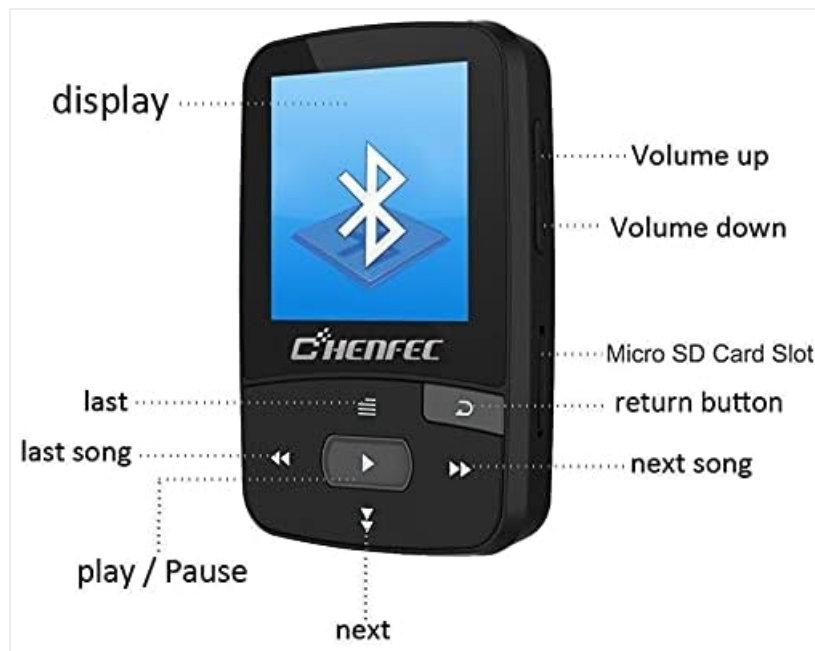 display
Volume up
Volume down
CHENFEC
Micro SD Card Slot
last
return button
last song
next song
play / Pause
next